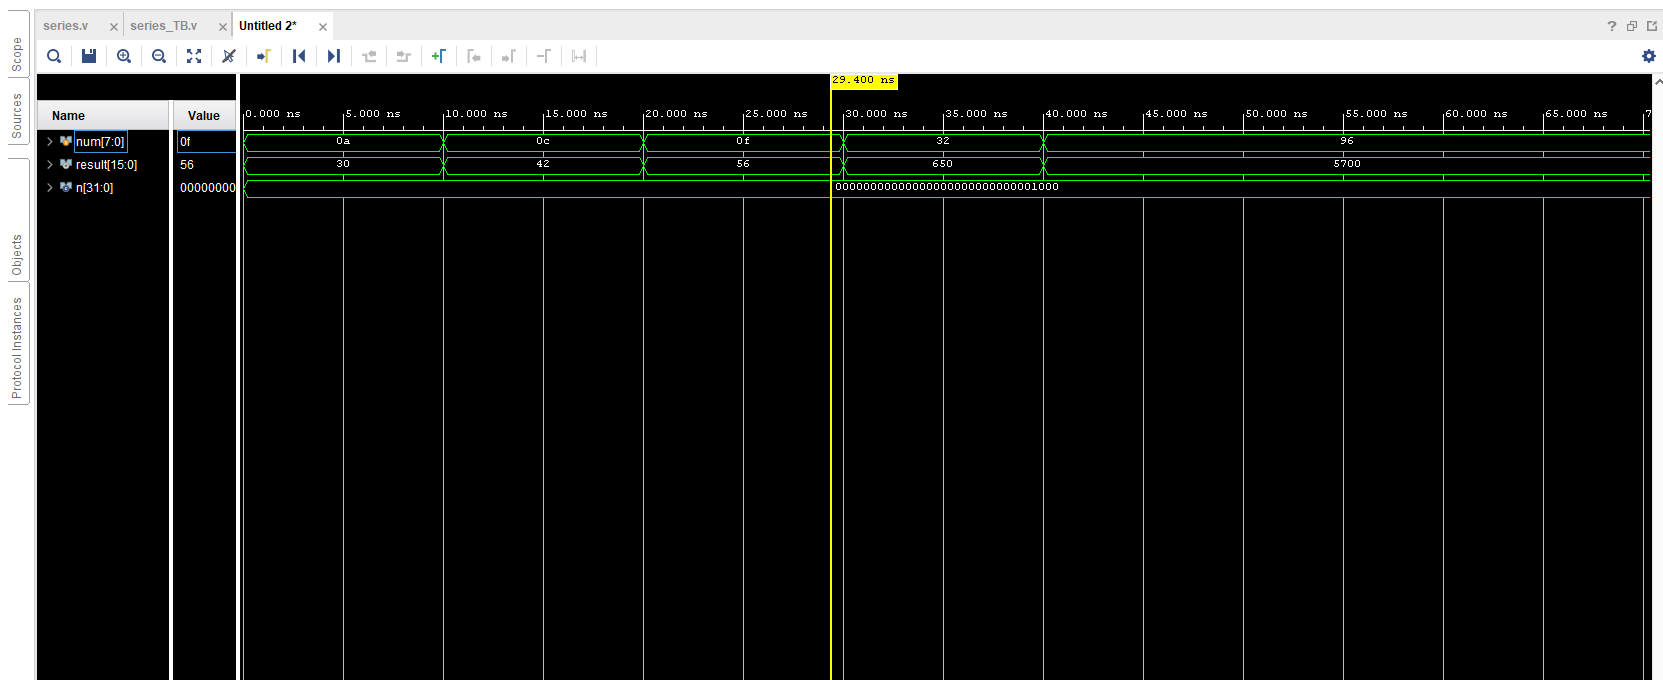 series.v × series_TB.v × Untitled 2* ×
?
Scope
Sources
Objects
Protocol Instances
29.400 ns
Name Value
0.000 ns 5.000 ns 10.000 ns 15.000 ns 20.000 ns 25.000 ns 30.000 ns 35.000 ns 40.000 ns 45.000 ns 50.000 ns 55.000 ns 60.000 ns 65.000 ns 7
num[7:0] 0f 0a 0c 0f 32 96
result[15:0] 56 30 42 56 650 5700
n[31:0] 00000000 00000000000000000000000000001000